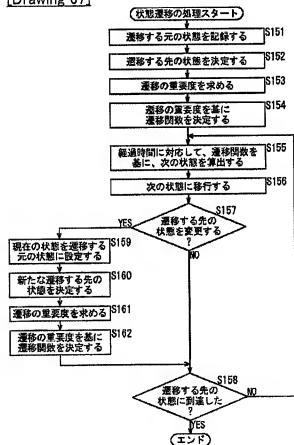 [Drawing 67]
状態遷移の処理スタート
S151
遷移する元の状態を記録する
S152
遷移する先の状態を決定する
S153
遷移の重要度を求める
S154
遷移の重要度を基に
遷移関数を決定する
S155
経過時間に対応して、遷移関数を
基に、次の状態を算出する
S156
次の状態に移行する
S157
遷移する先の
状態を変更する
?
YES
NO
S159
現在の状態を遷移する
元の状態に設定する
S160
新たな遷移する先の
状態を決定する
S161
遷移の重要度を求める
S162
遷移の重要度を基に
遷移関数を決定する
S158
遷移する先の
状態に到達した
?
NO
YES
エンド